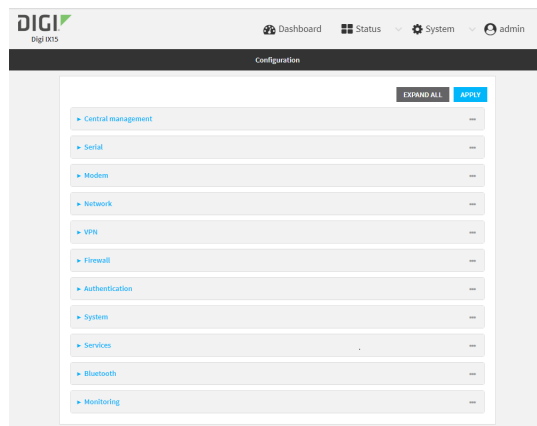 DIGI
Digi IX15
Dashboard Status System admin
Configuration
EXPAND ALL APPLY
Central management
Serial
Modem
Network
VPN
Firewall
Authentication
System
Services
Bluetooth
Monitoring